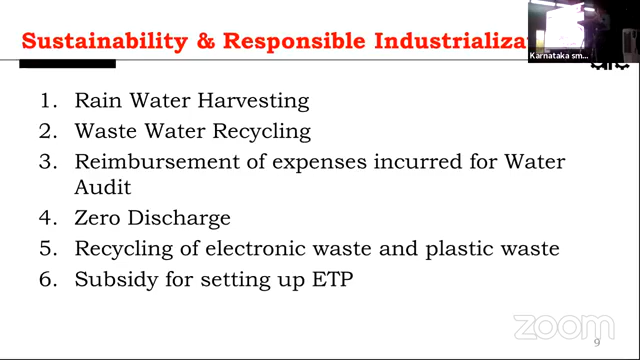 Sustainability & Responsible Industrializa
Karnataka sm...
1. Rain Water Harvesting
2. Waste Water Recycling
3. Reimbursement of expenses incurred for Water
Audit
4. Zero Discharge
5. Recycling of electronic waste and plastic waste
6. Subsidy for setting up ETP
zoom
9